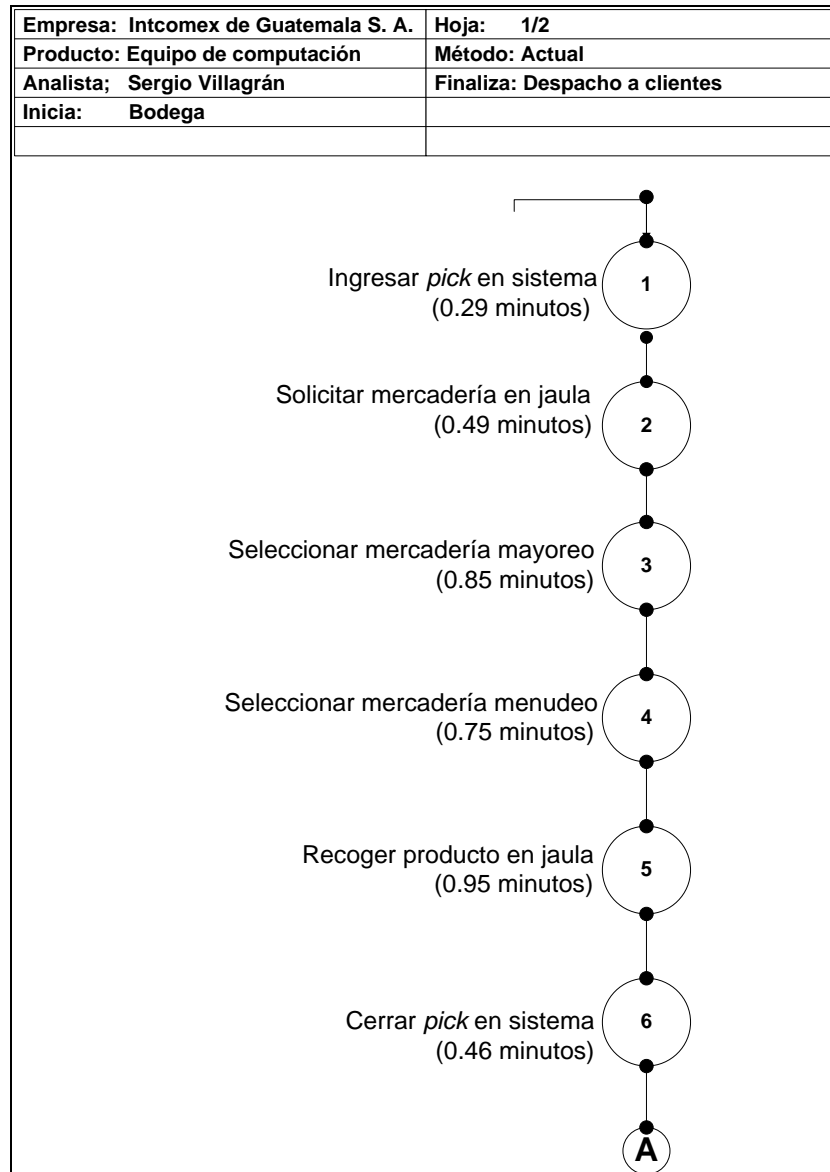 Empresa: Intcomex de Guatemala S. A. Hoja: 1/2
Producto: Equipo de computación Método: Actual
Analista; Sergio Villagrán Finaliza: Despacho a clientes
Inicia: Bodega
Ingresar pick en sistema
(0.29 minutos)
1
Solicitar mercadería en jaula
(0.49 minutos)
2
Seleccionar mercadería mayoreo
(0.85 minutos)
3
Seleccionar mercadería menudeo
(0.75 minutos)
4
Recoger producto en jaula
(0.95 minutos)
5
Cerrar pick en sistema
(0.46 minutos)
6
A